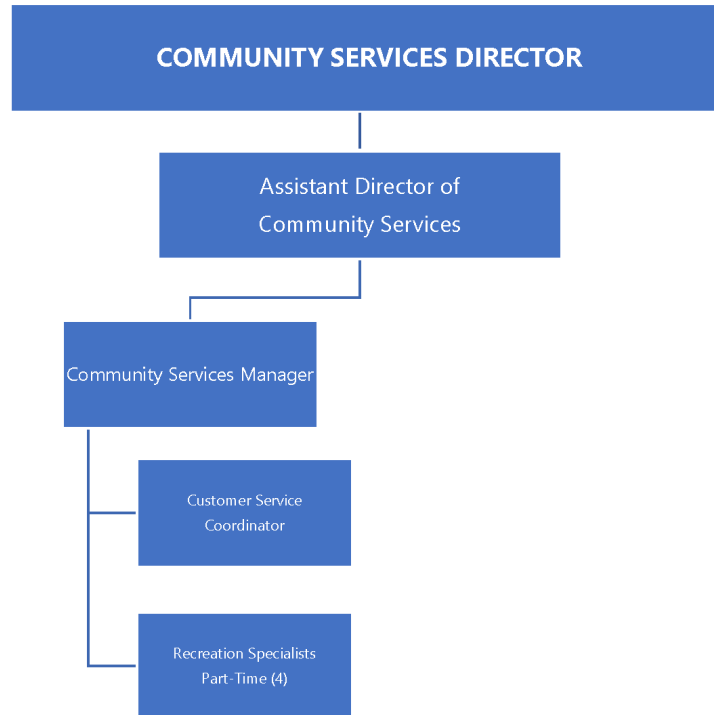 COMMUNITY SERVICES DIRECTOR
Assistant Director of
Community Services
Community Services Manager
Customer Service
Coordinator
Recreation Specialists
Part-Time (4)